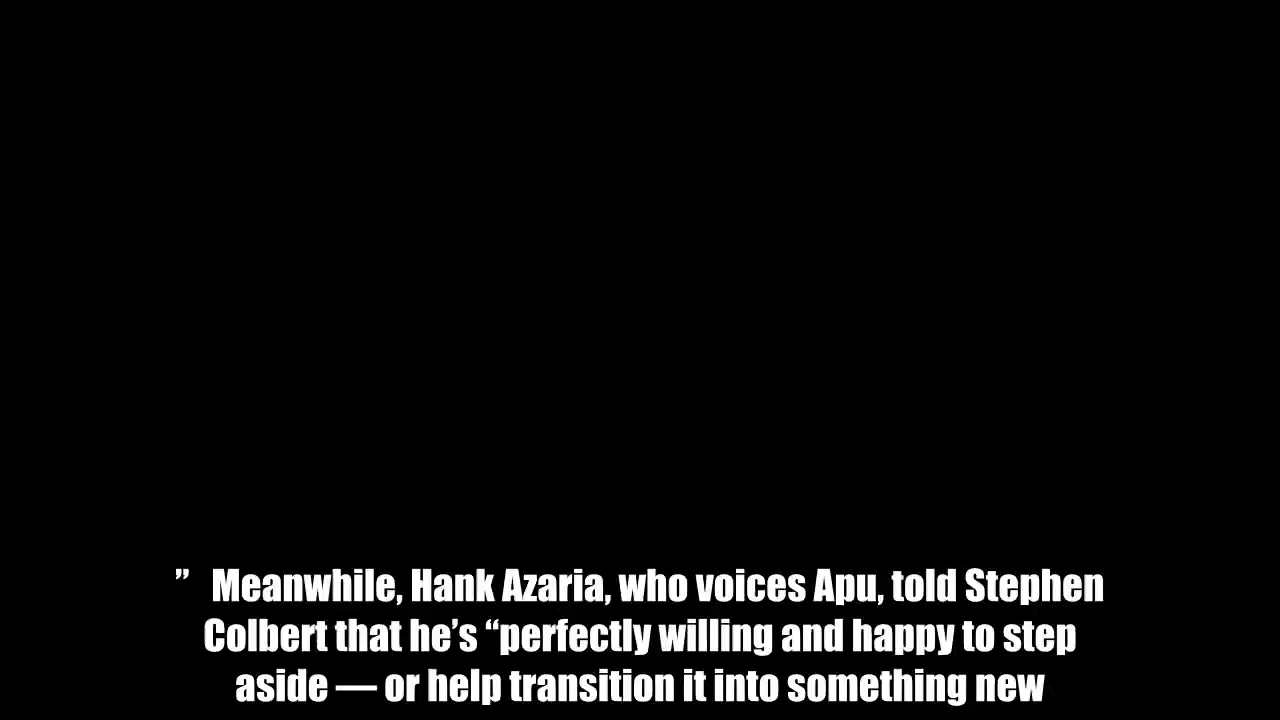 ”   Meanwhile, Hank Azaria, who voices Apu, told Stephen
Colbert that he’s “perfectly willing and happy to step
aside — or help transition it into something new